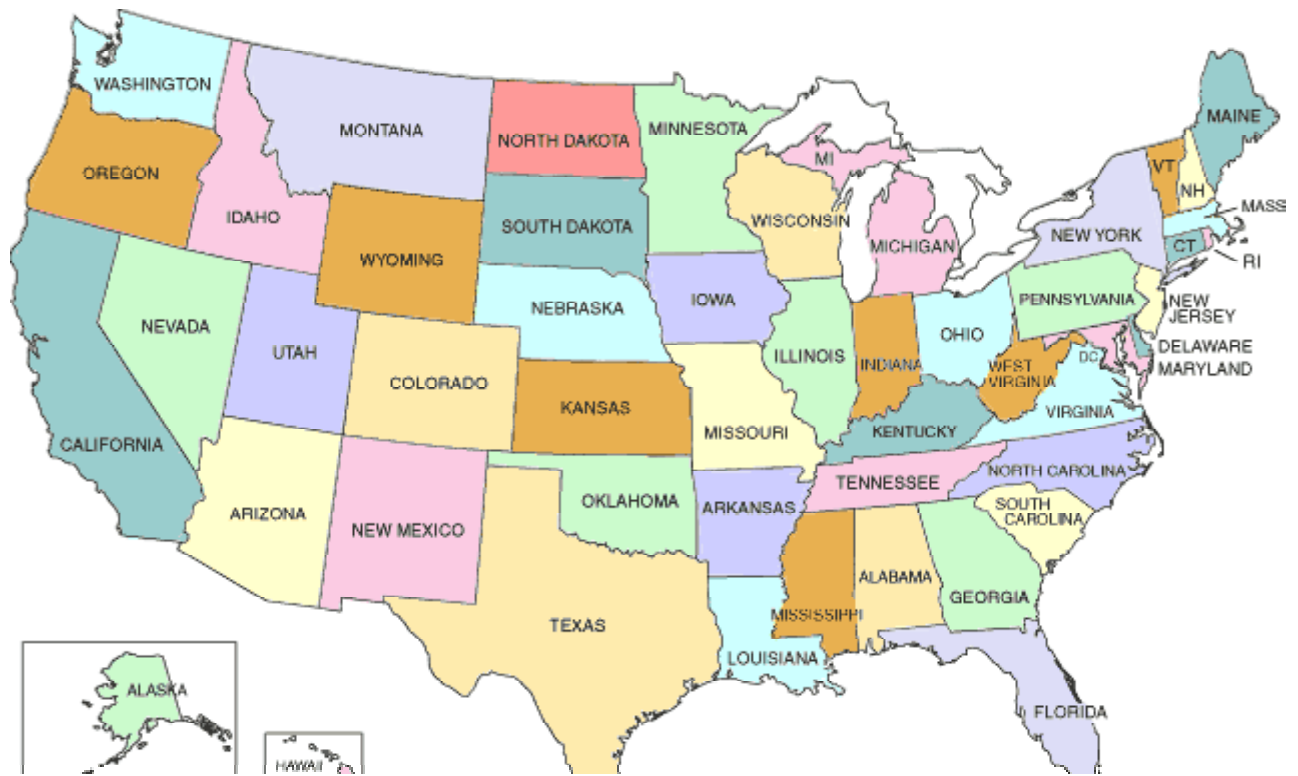 WASHINGTON
MONTANA
NORTH DAKOTA
MINNESOTA
MAINE
OREGON
IDAHO
MI
VT
NH
MASS
WYOMING
SOUTH DAKOTA
WISCONSIN
MICHIGAN
NEW YORK
CT
RI
NEVADA
UTAH
NEBRASKA
IOWA
PENNSYLVANIA
NEW
JERSEY
COLORADO
ILLINOIS
INDIANA
OHIO
WEST
VIRGINIA
DC
DELAWARE
MARYLAND
CALIFORNIA
KANSAS
MISSOURI
KENTUCKY
VIRGINIA
ARIZONA
NEW MEXICO
OKLAHOMA
ARKANSAS
TENNESSEE
NORTH CAROLINA
SOUTH
CAROLINA
TEXAS
LOUISIANA
MISSISSIPPI
ALABAMA
GEORGIA
FLORIDA
ALASKA
HAWAII